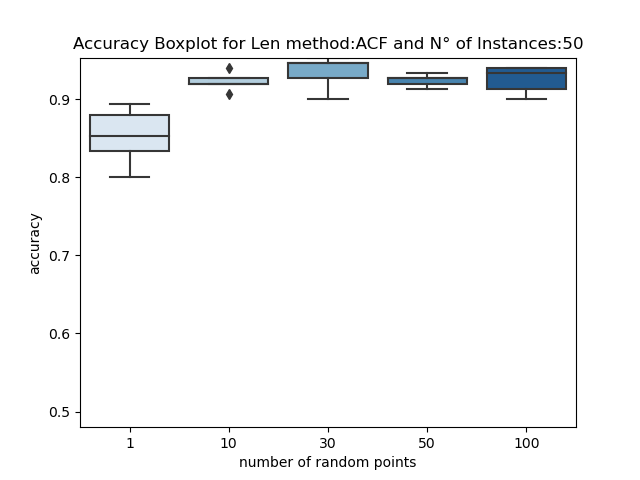 Accuracy Boxplot for Len method:ACF and N° of Instances:50
accuracy
0.9
0.8
0.7
0.6
0.5
1 10 30 50 100
number of random points